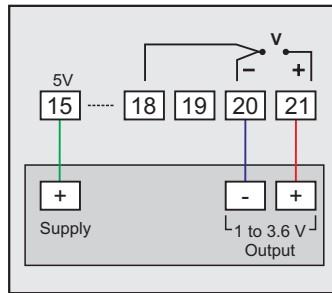 V
− +
5V
15 18 19 20 21
+ - +
Supply 1 to 3.6 V
Output